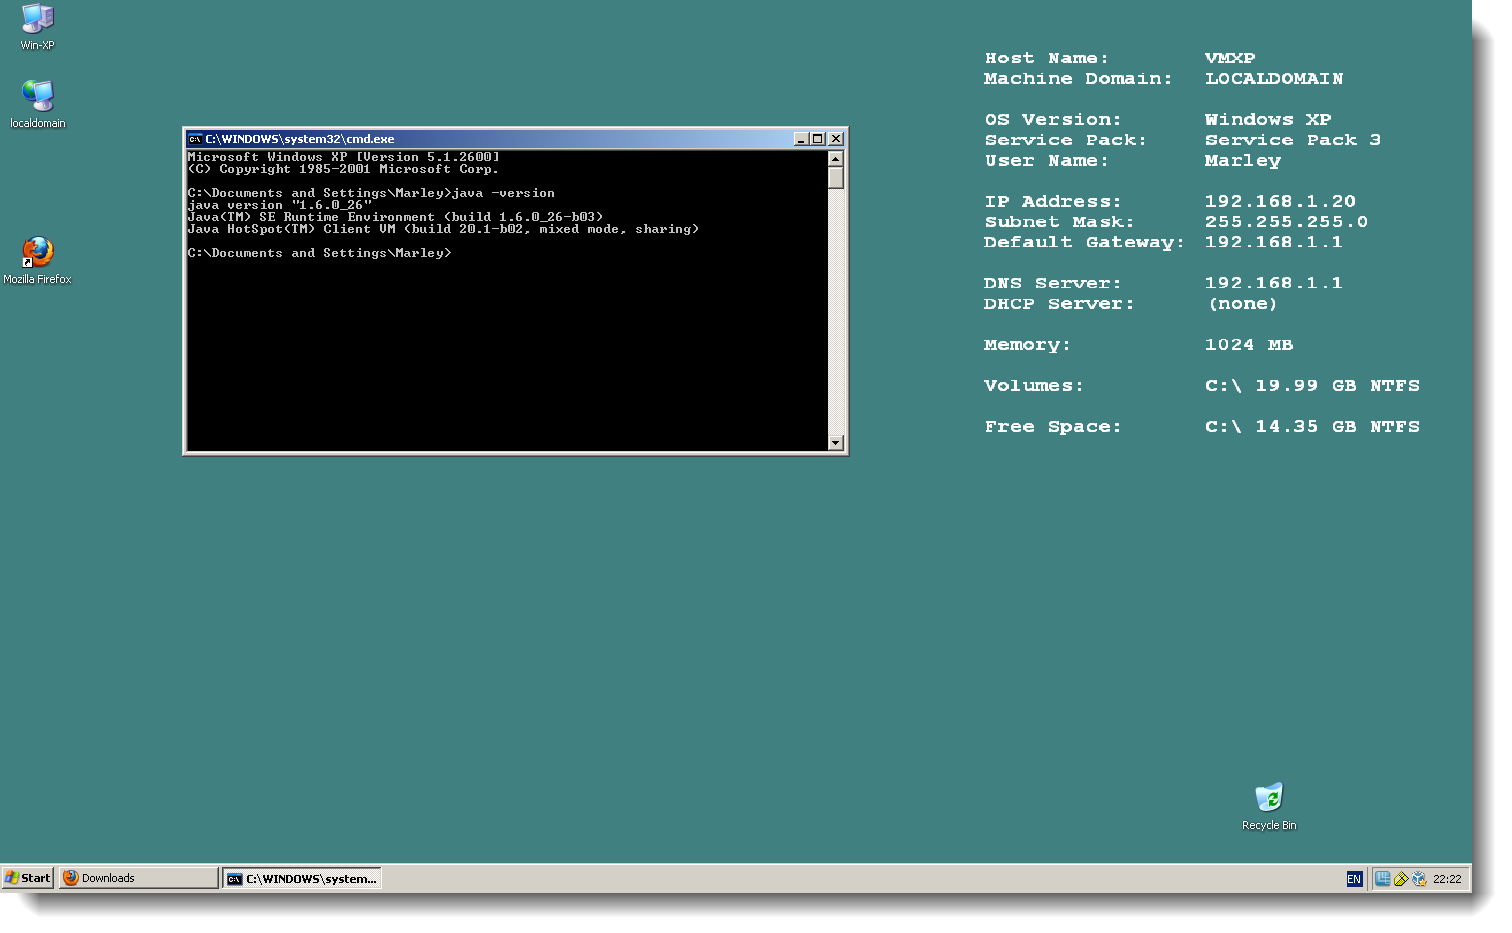 Win-XP
localdomain
Mozilla Firefox
C:\WINDOWS\system32\cmd.exe
Microsoft Windows XP [Version 5.1.2600]
(C) Copyright 1985-2001 Microsoft Corp.
C:\Documents and Settings\Marley>java -version
java version "1.6.0_26"
Java(TM) SE Runtime Environment (build 1.6.0_26-b03)
Java HotSpot(TM) Client VM (build 20.1-b02, mixed mode, sharing)
C:\Documents and Settings\Marley>
Host Name: VMXP
Machine Domain: LOCALDOMAIN
OS Version: Windows XP
Service Pack: Service Pack 3
User Name: Marley
IP Address: 192.168.1.20
Subnet Mask: 255.255.255.0
Default Gateway: 192.168.1.1
DNS Server: 192.168.1.1
DHCP Server: (none)
Memory: 1024 MB
Volumes: C:\ 19.99 GB NTFS
Free Space: C:\ 14.35 GB NTFS
Recycle Bin
Start
Downloads
C:\WINDOWS\system...
EN
22:22